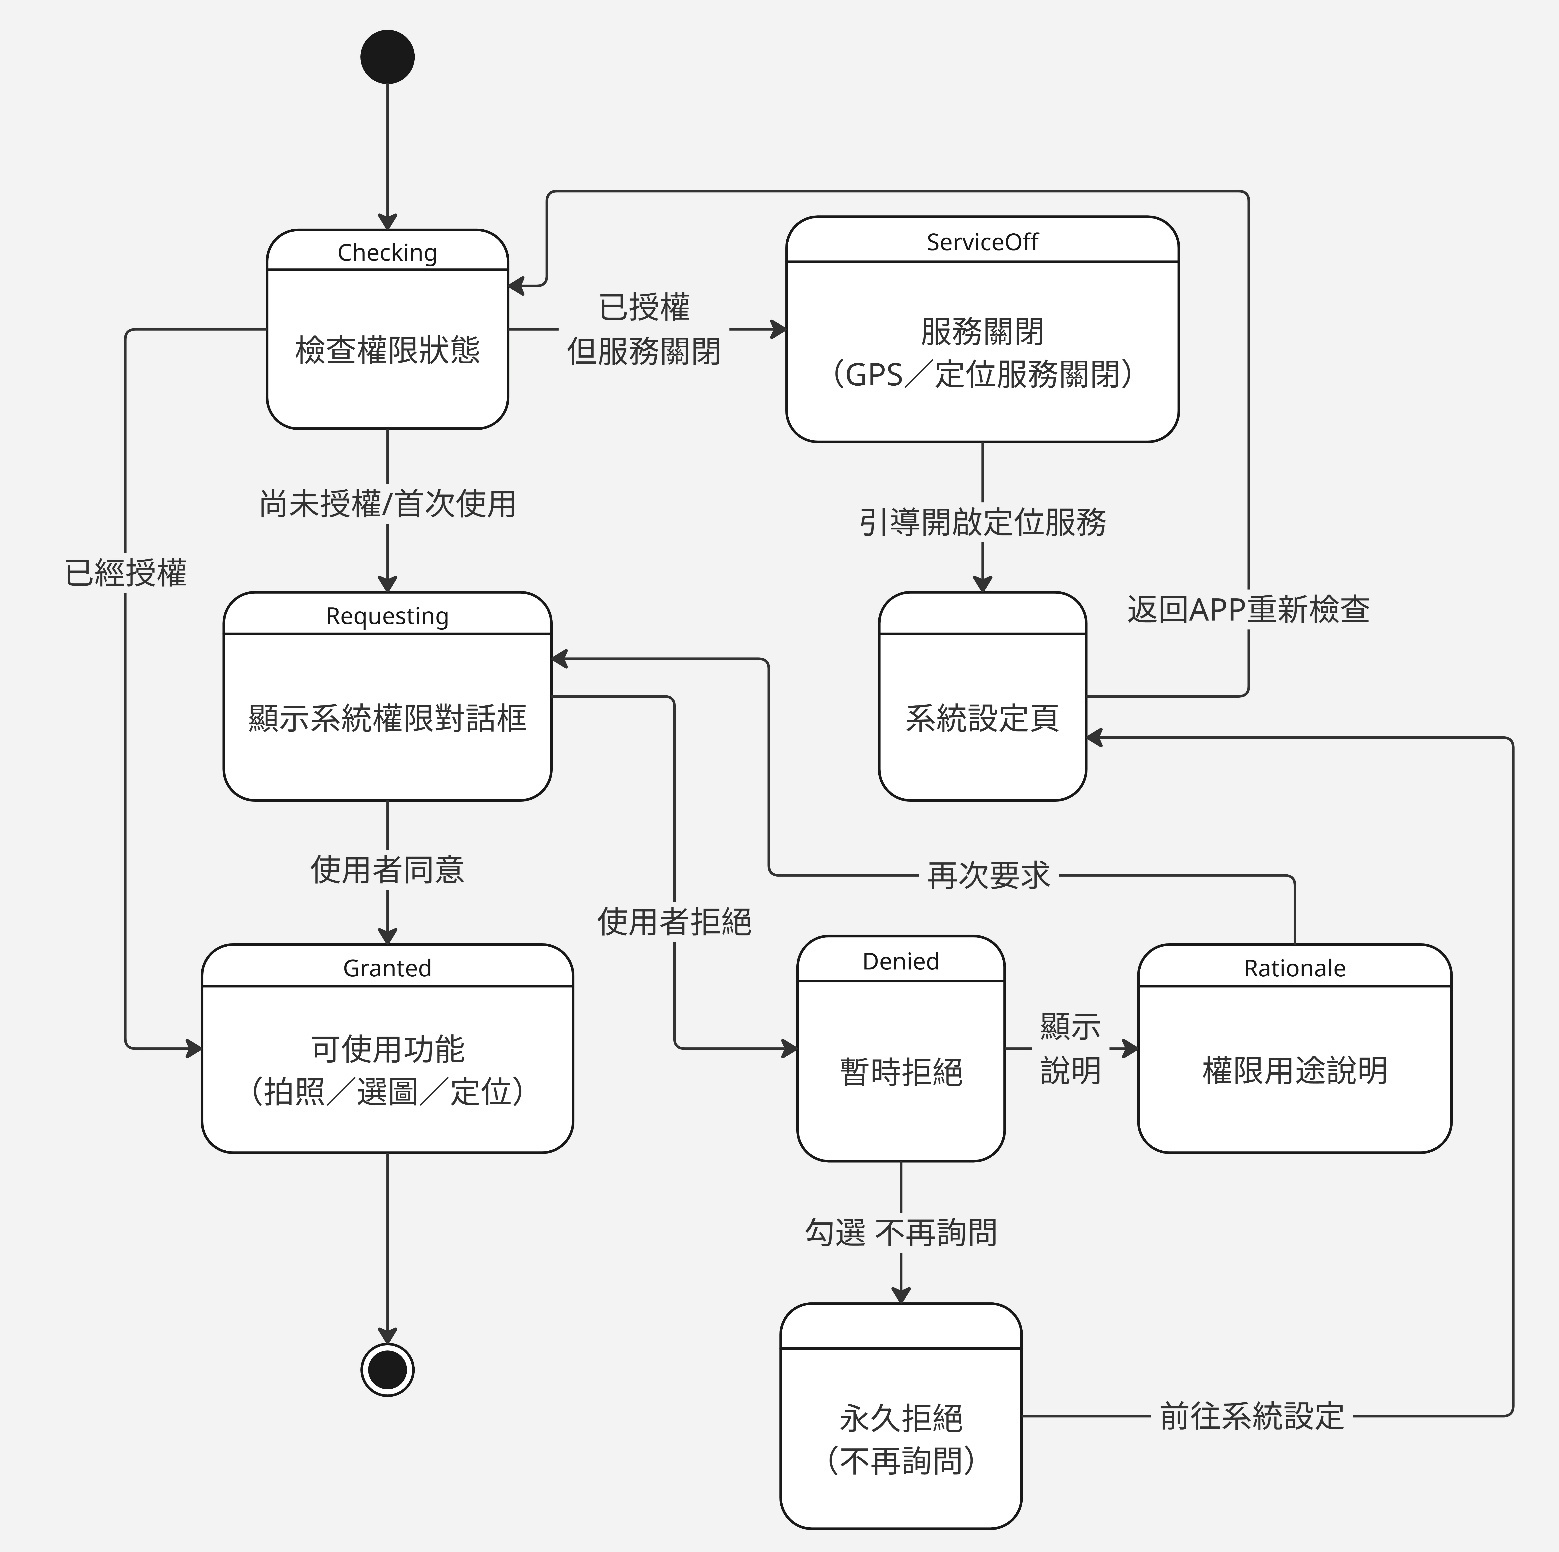 Checking
檢查權限狀態
已授權
但服務關閉
ServiceOff
服務關閉
（GPS／定位服務關閉）
尚未授權/首次使用
引導開啟定位服務
已經授權
返回APP重新檢查
Requesting
顯示系統權限對話框
系統設定頁
使用者同意
再次要求
使用者拒絕
Granted
可使用功能
（拍照／選圖／定位）
Denied
暫時拒絕
顯示
說明
Rationale
權限用途說明
勾選 不再詢問
永久拒絕
（不再詢問）
前往系統設定